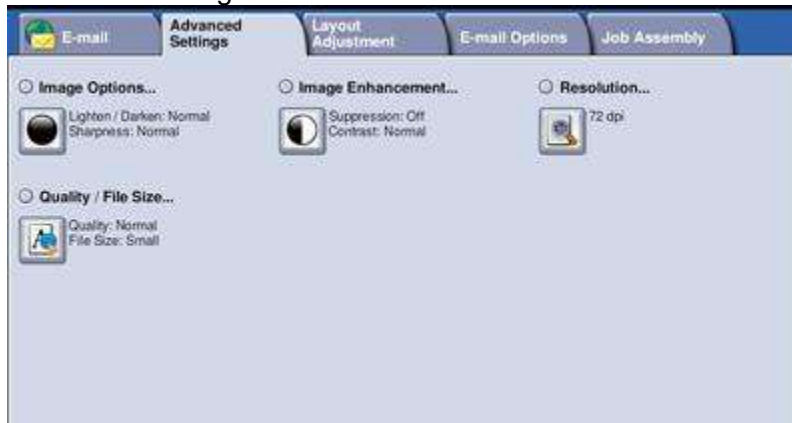 E-mail
Advanced
Settings
Layout
Adjustment
E-mail Options
Job Assembly
Image Options...
Lighten / Darken: Normal
Sharpness: Normal
Image Enhancement...
Suppression: Off
Contrast: Normal
Resolution...
72 dpi
Quality / File Size...
Quality: Normal
File Size: Small